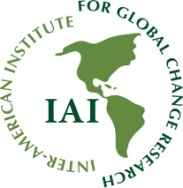 INTER-AMERICAN INSTITUTE
FOR GLOBAL CHANGE RESEARCH
IAI